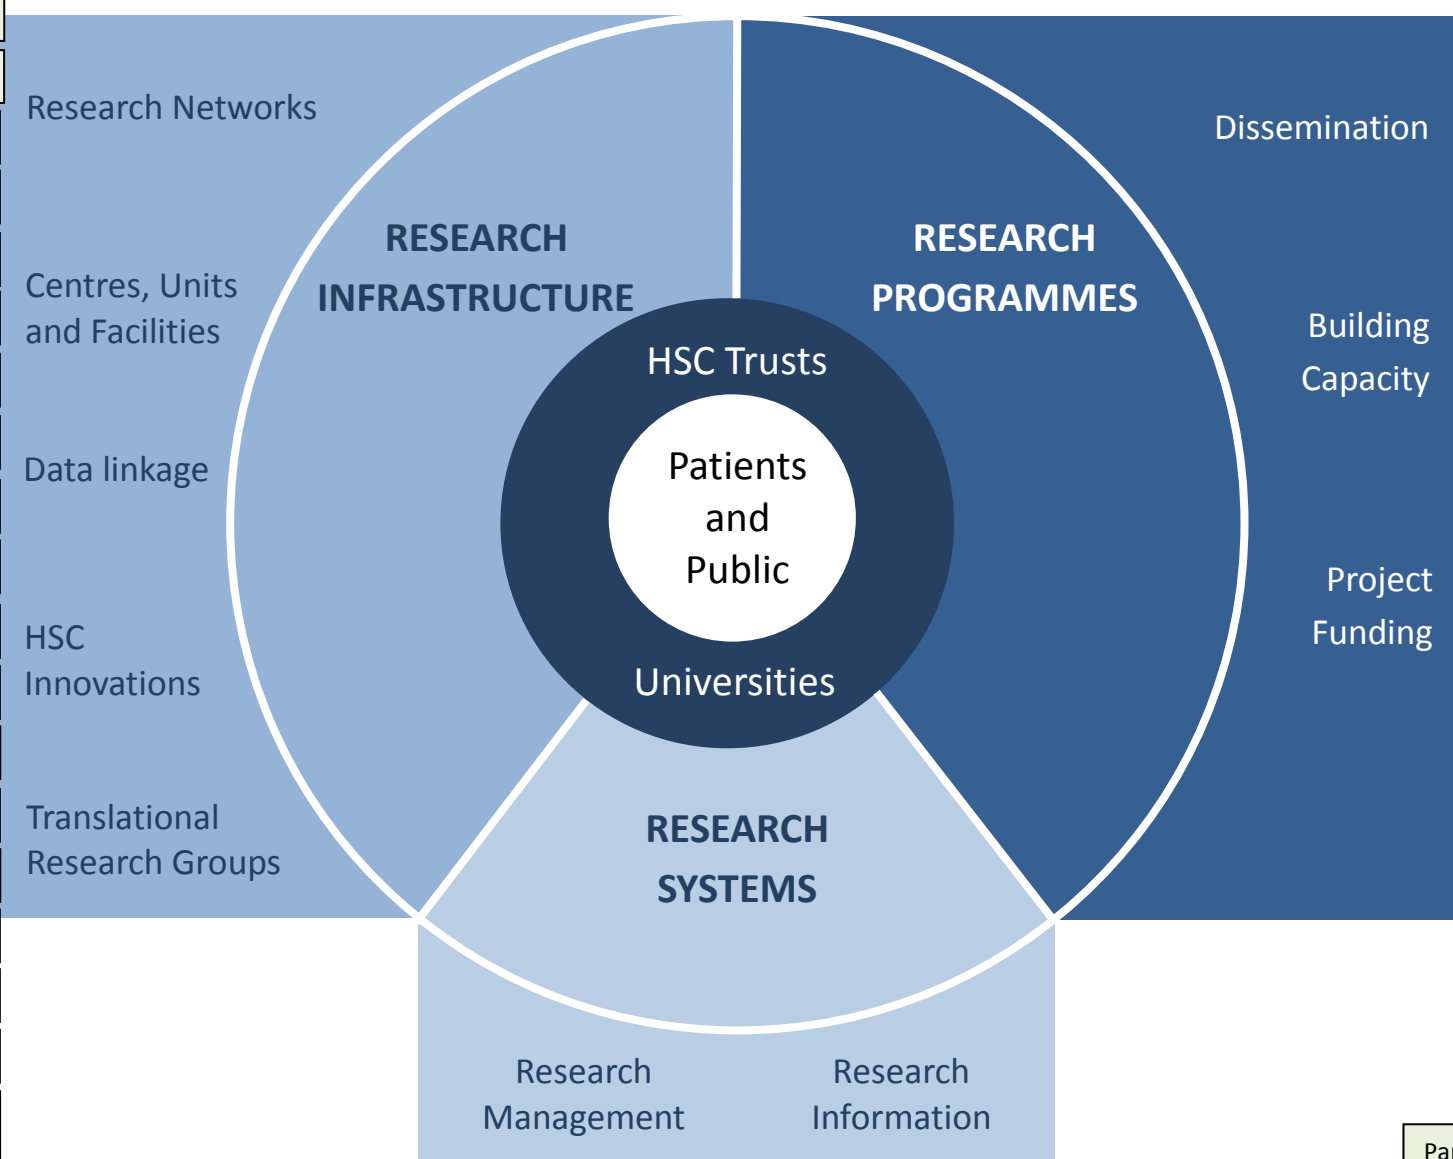 Research Networks
Centres, Units
and Facilities
Data linkage
HSC
Innovations
Translational
Research Groups
RESEARCH
INFRASTRUCTURE
RESEARCH
PROGRAMMES
Dissemination
Building
Capacity
Project
Funding
HSC Trusts
Patients
and
Public
Universities
RESEARCH
SYSTEMS
Research
Management
Research
Information